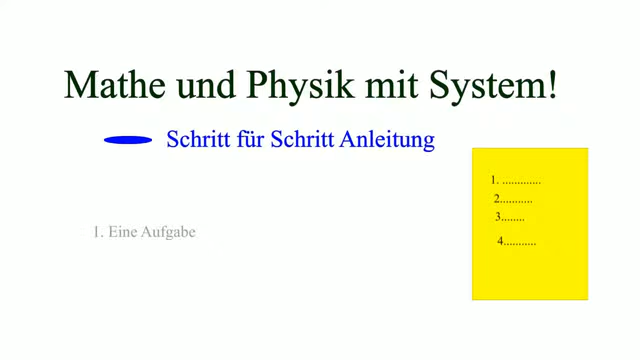 Mathe und Physik mit System!
Schritt für Schritt Anleitung
1. .............
2...........
3........
4...........
1. Eine Aufgabe